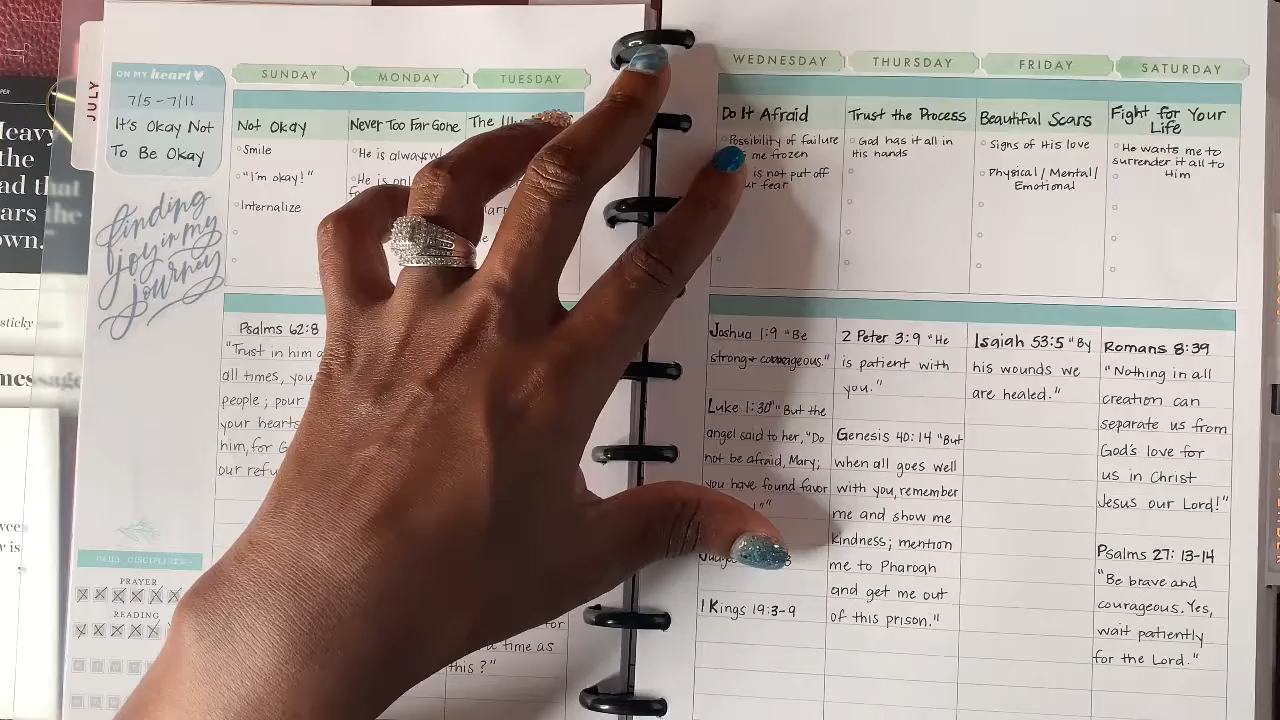 JULY
ON MY heart
7/5 - 7/11
It's Okay Not
To Be Okay
finding
joy in my
journey
DAILY DISCIPLINES
PRAYER
READING
SUNDAY
Not Okay
Smile
"I'm okay!"
Internalize
Psalms 62:8
"Trust in him
all times, you
people; pour
your hearts
him, for
our
MONDAY
Never Too Far Gone
He is always
He is
TUESDAY
The
for
time as
this?"
WEDNESDAY
Do It Afraid
Possibility of failure
me frozen
is not put off
fear
Joshua 1:9 "Be
strong + courageous."
Luke 1:30 "But the
angel said to her, "Do
not be afraid, Mary;
you have found favor
1 Kings 19:3-9
THURSDAY
Trust the Process
God has it all in
His hands
2 Peter 3:9 "He
is patient with
you."
Genesis 40:14 "But
when all goes well
with you, remember
me and show me
kindness; mention
me to Pharoah
and get me out
of this prison."
FRIDAY
Beautiful Scars
Signs of His love
Physical / Mental /
Emotional
Isaiah 53:5 "By
his wounds we
are healed."
SATURDAY
Fight for Your
Life
He wants me to
surrender it all to
Him
Romans 8:39
"Nothing in all
creation can
separate us from
God's love for
us in Christ
Jesus our Lord!"
Psalms 27: 13-14
"Be brave and
courageous. Yes,
wait patiently
for the Lord."
Heavy
the
ad that
ars
own.
sticky
message